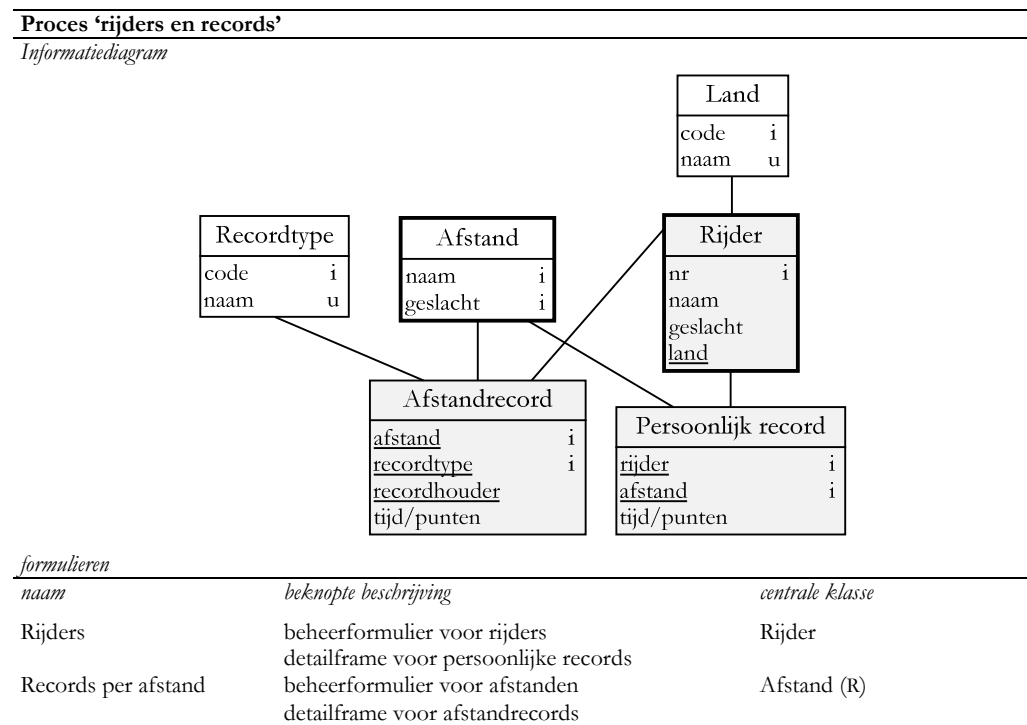 Proces ‘rijders en records’
Informatiediagram
Land
code i
naam u
Recordtype
code i
naam u
Afstand
naam i
geslacht i
Rijder
nr i
naam
geslacht
land
Afstandrecord
afstand i
recordtype i
recordhouder
tijd/punten
Persoonlijk record
rijder i
afstand i
tijd/punten
formulieren
naam beknopte beschrijving centrale klasse
Rijders beheerformulier voor rijders Rijder
detailframe voor persoonlijke records
Records per afstand beheerformulier voor afstanden Afstand (R)
detailframe voor afstandrecords